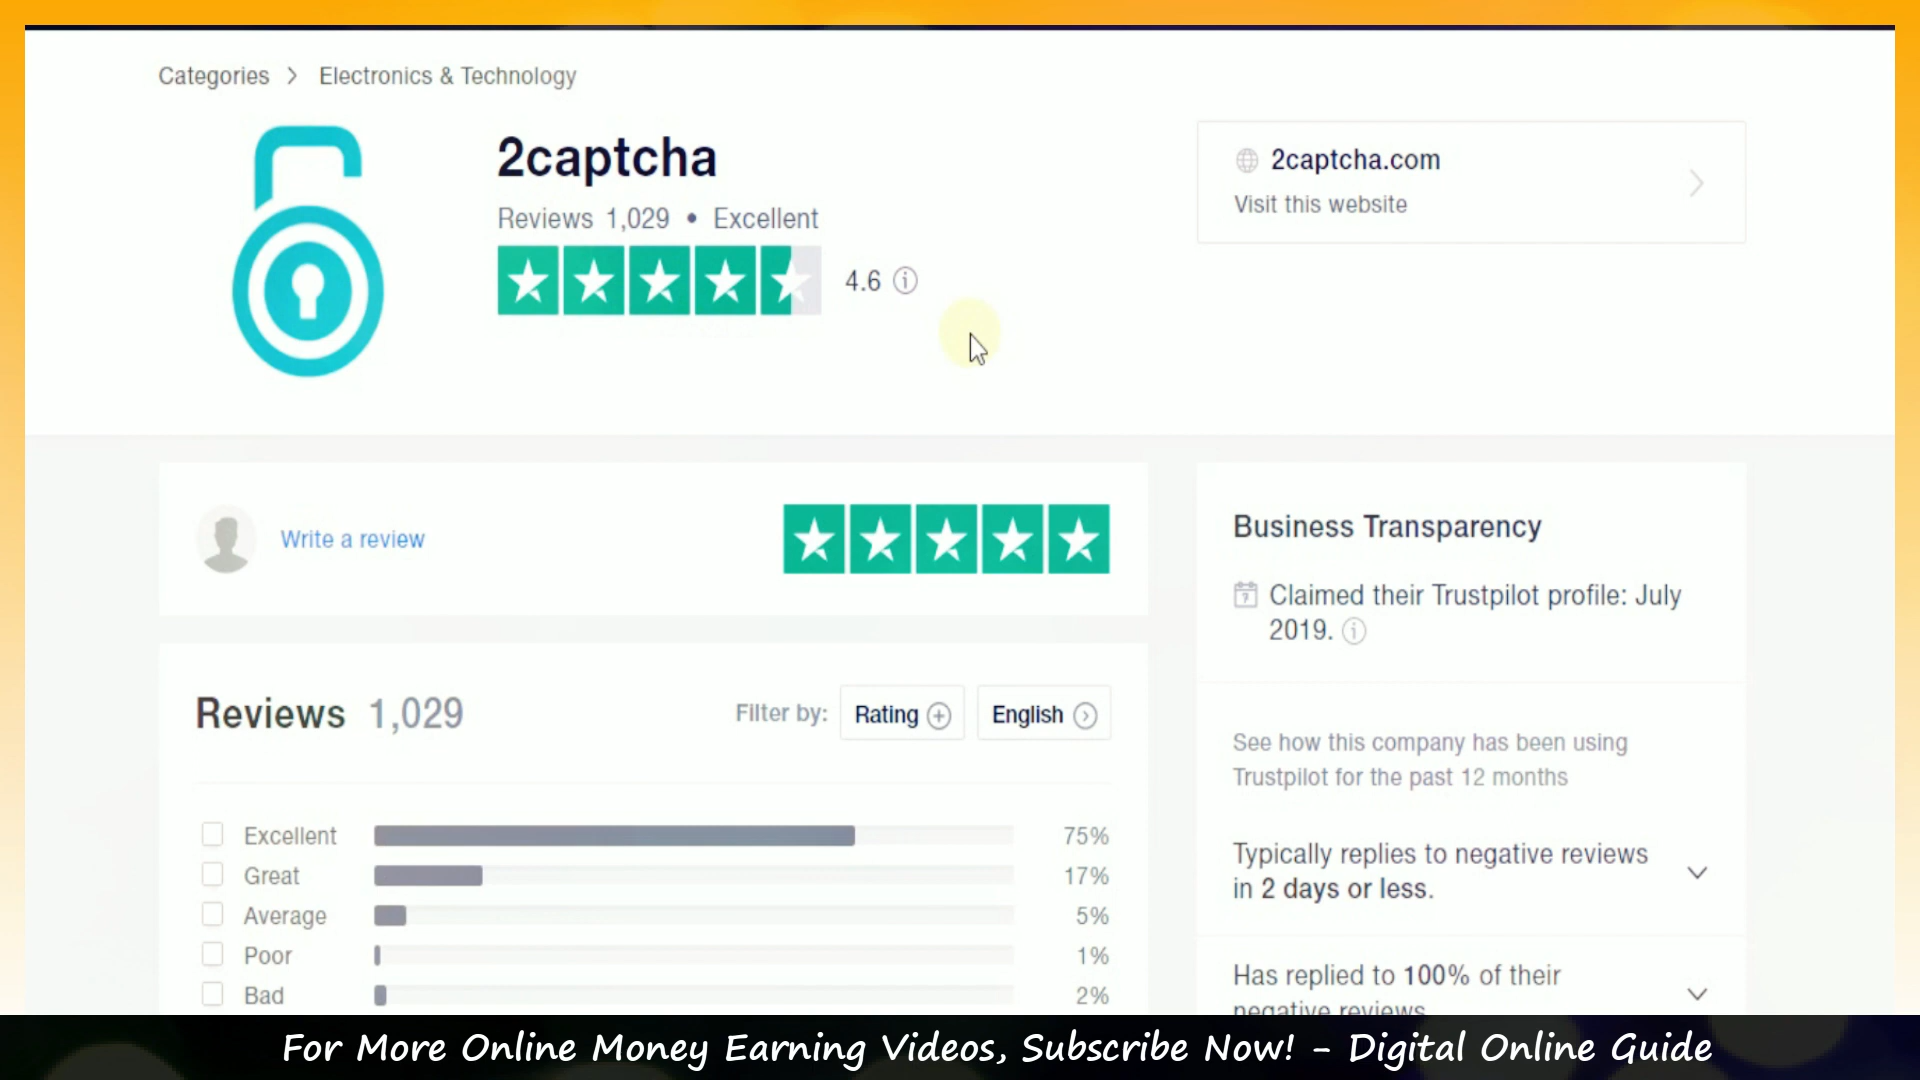 Categories > Electronics & Technology
2captcha
Reviews 1,029 • Excellent
4.6
2captcha.com
Visit this website
Write a review
Business Transparency
Claimed their Trustpilot profile: July
2019.
Reviews 1,029
Filter by: Rating English
See how this company has been using
Trustpilot for the past 12 months
Excellent 75%
Great 17%
Average 5%
Poor 1%
Bad 2%
Typically replies to negative reviews
in 2 days or less.
Has replied to 100% of their
negative reviews
For More Online Money Earning Videos, Subscribe Now! - Digital Online Guide